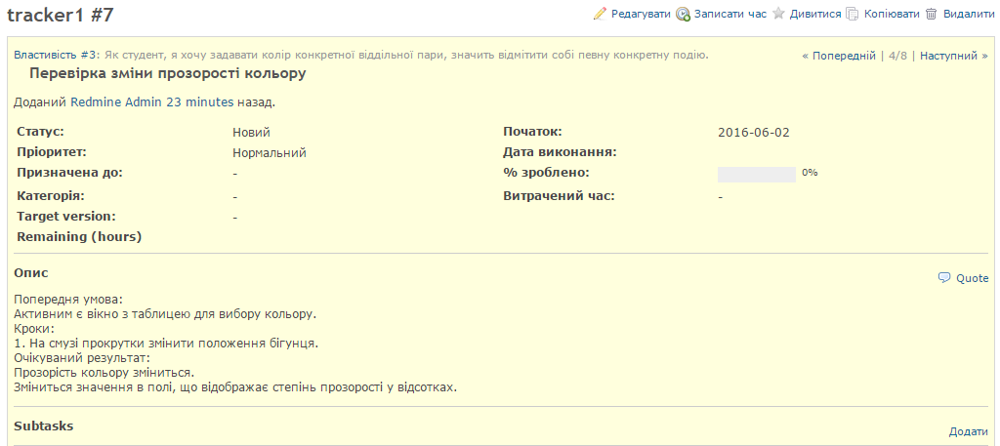 tracker1 #7
Редагувати Записати час Дивитися Копіювати Видалити
Властивість #3: Як студент, я хочу задавати колір конкретної віддільної пари, значить відмітити собі певну конкретну подію.
« Попередній | 4/8 | Наступний »
Перевірка зміни прозорості кольору
Доданий Redmine Admin 23 minutes назад.
Статус: Новий Початок: 2016-06-02
Пріоритет: Нормальний Дата виконання:
Призначена до: - % зроблено: 0%
Категорія: - Витрачений час: -
Target version: -
Remaining (hours)
Опис Quote
Попередня умова:
Активним є вікно з таблицею для вибору кольору.
Кроки:
1. На смузі прокрутки змінити положення бігунця.
Очікуваний результат:
Прозорість кольору зміниться.
Зміниться значення в полі, що відображає степінь прозорості у відсотках.
Subtasks Додати